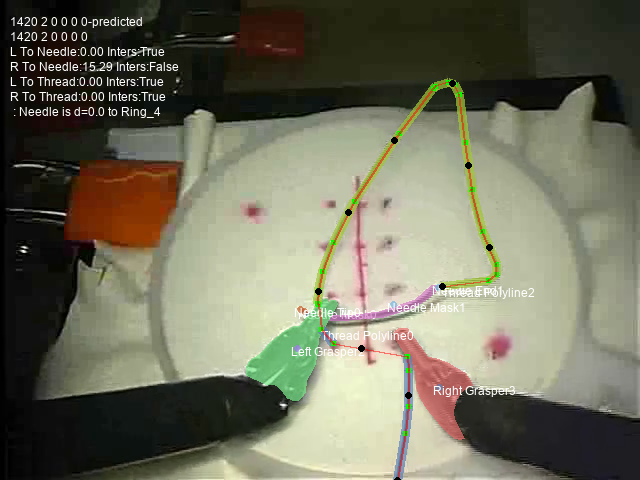 1420 2 0 0 0 0-predicted
1420 2 0 0 0 0
L To Needle:0.00 Inters:True
R To Needle:15.29 Inters:False
L To Thread:0.00 Inters:True
R To Thread:0.00 Inters:True
: Needle is d=0.0 to Ring_4
Thread Polyline2
Needle Mask1
Thread Polyline0
Left Grasper
Right Grasper3